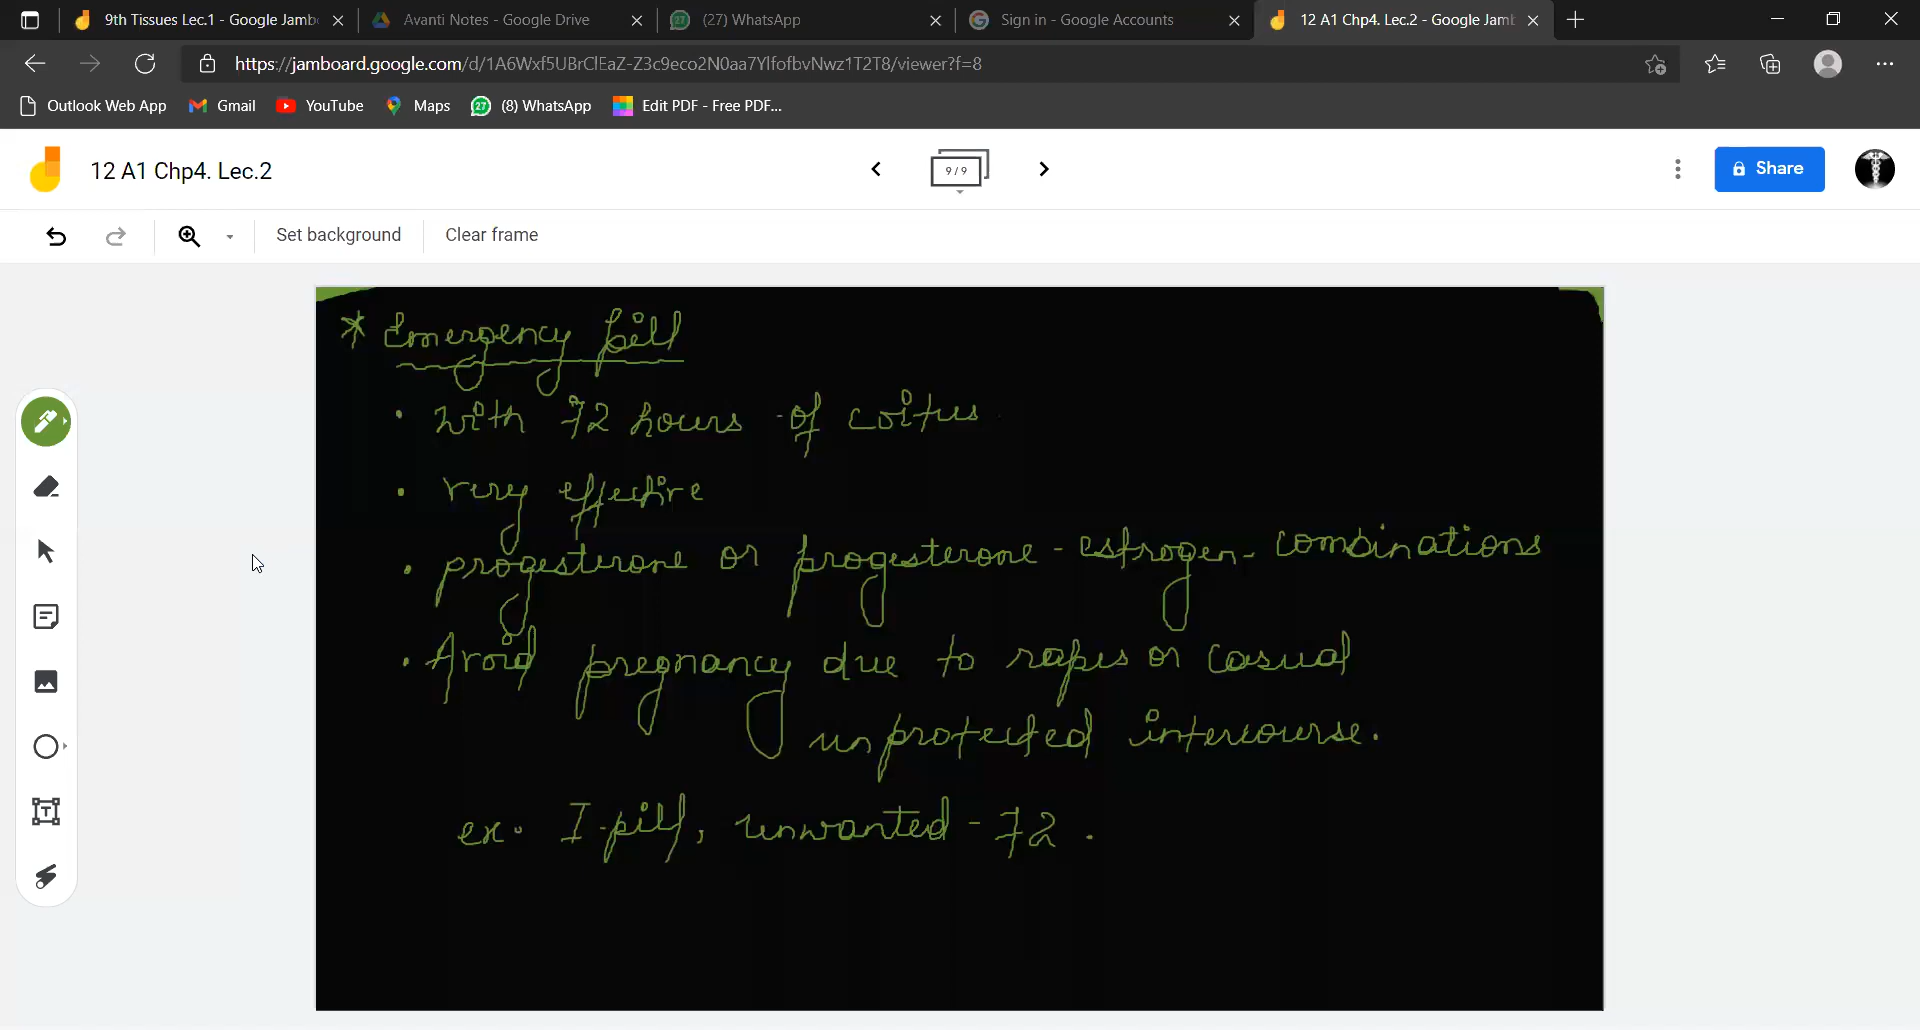 9th Tissues Lec.1 - Google Jamb
Avanti Notes - Google Drive
(27) WhatsApp
Sign in - Google Accounts
12 A1 Chp4. Lec.2 - Google Jamb
https://jamboard.google.com/d/1A6Wxf5UBrClEaZ-Z3c9eco2N0aa7YlfofbvNwz1T2T8/viewer?f=8
Outlook Web App
Gmail
YouTube
Maps
27
(8) WhatsApp
Edit PDF - Free PDF...
12 A1 Chp4. Lec.2
9 / 9
Share
Set background
Clear frame
* Emergency pill
• with 72 hours of coitus
• very effective
• progesterone or progesterone - estrogen - combinations
• Avoid pregnancy due to rapes or casual
unprotected intercourse.
ex. I-pill, unwanted - 72.